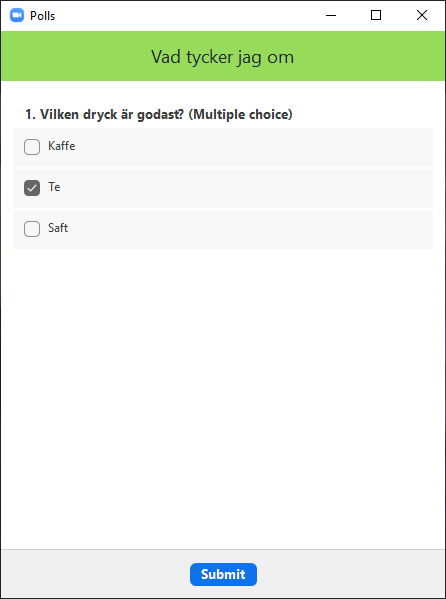 Polls
Vad tycker jag om
1. Vilken dryck är godast? (Multiple choice)
Kaffe
Te
Saft
Submit